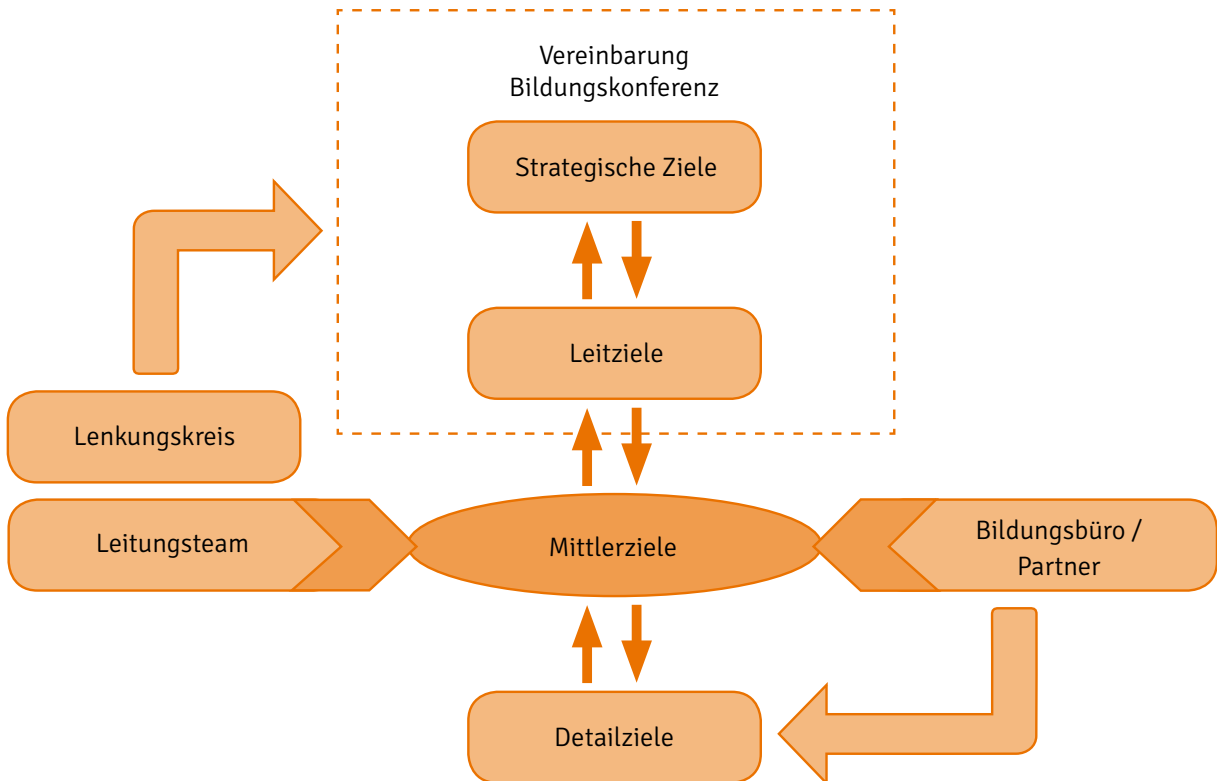 Vereinbarung
Bildungskonferenz
Strategische Ziele
Leitziele
Lenkungskreis
Leitungsteam
Mittlerziele
Bildungsbüro /
Partner
Detailziele